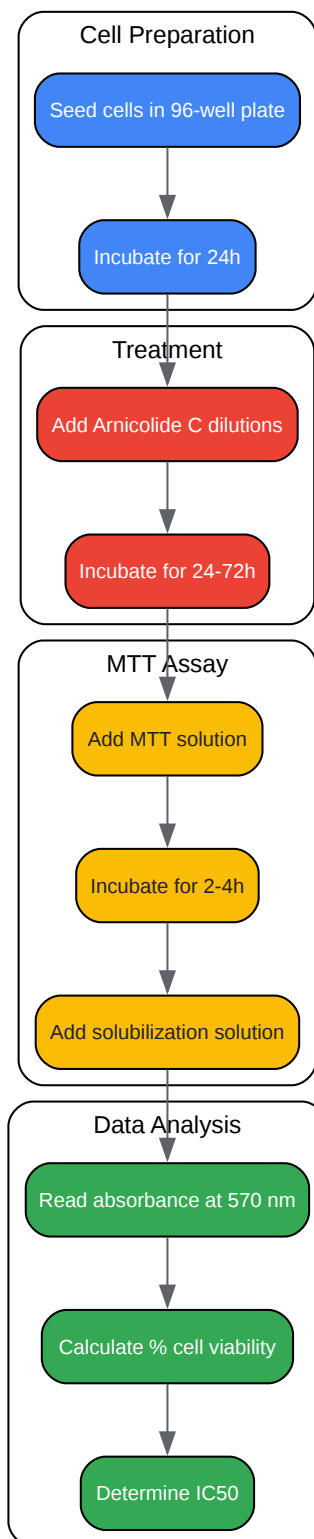 Cell Preparation
Seed cells in 96-well plate
Incubate for 24h
Treatment
Add Arnicolide C dilutions
Incubate for 24-72h
MTT Assay
Add MTT solution
Incubate for 2-4h
Add solubilization solution
Data Analysis
Read absorbance at 570 nm
Calculate % cell viability
Determine IC50